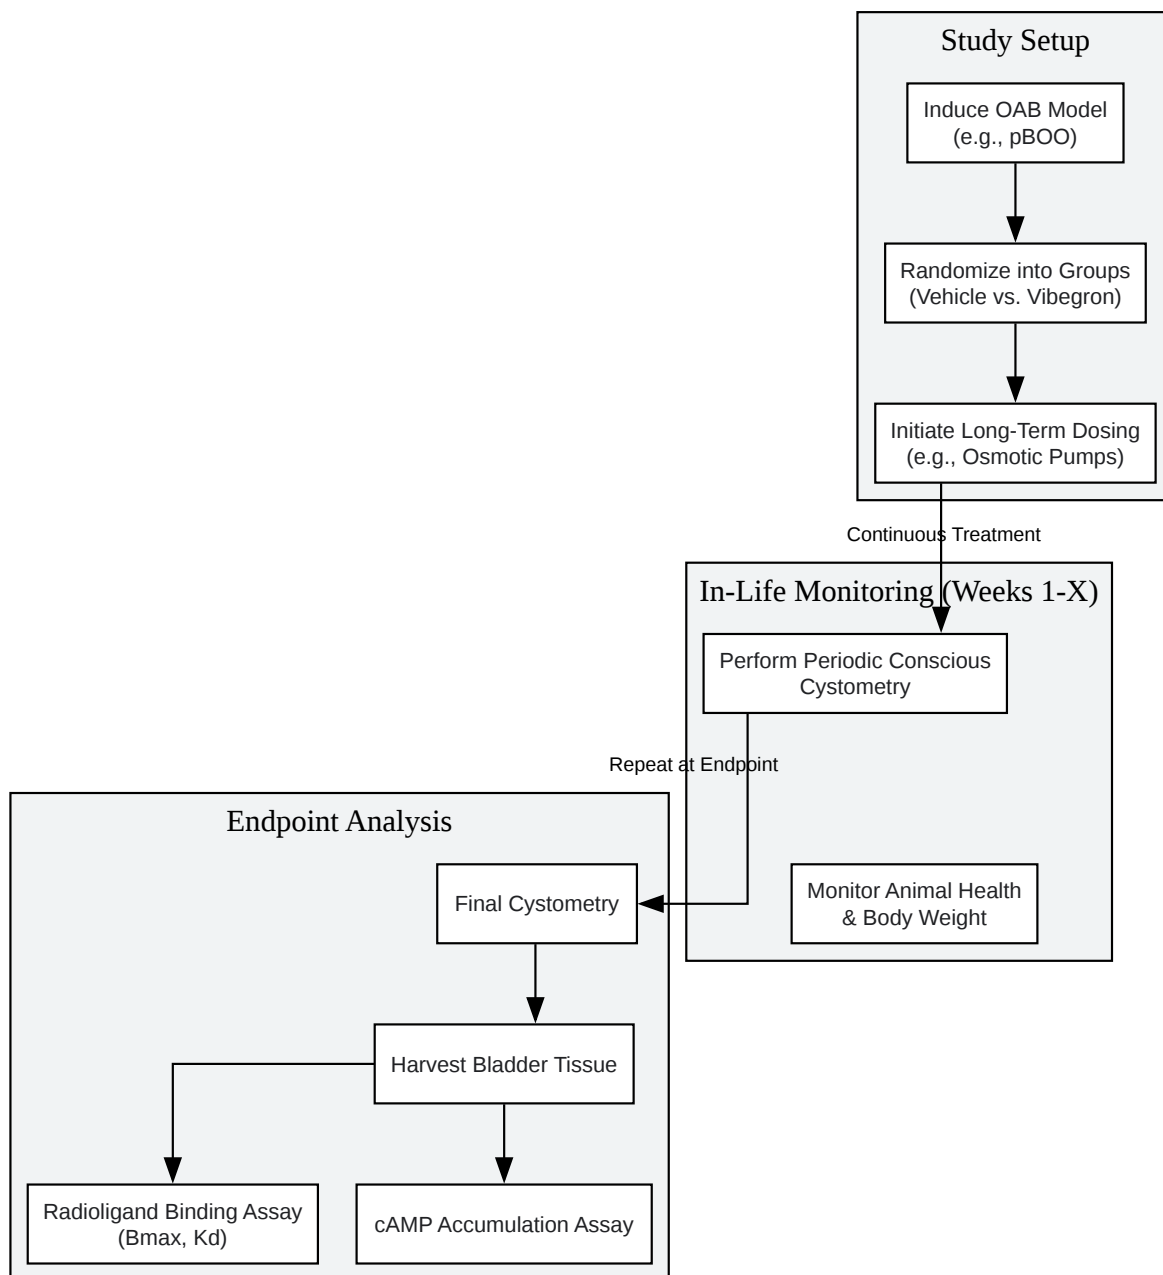 Study Setup
Induce OAB Model
(e.g., pBOO)
Randomize into Groups
(Vehicle vs. Vibegron)
Initiate Long-Term Dosing
(e.g., Osmotic Pumps)
Continuous Treatment
In-Life Monitoring (Weeks 1-X)
Perform Periodic Conscious
Cystometry
Repeat at Endpoint
Monitor Animal Health
& Body Weight
Endpoint Analysis
Final Cystometry
Harvest Bladder Tissue
Radioligand Binding Assay
(Bmax, Kd)
cAMP Accumulation Assay